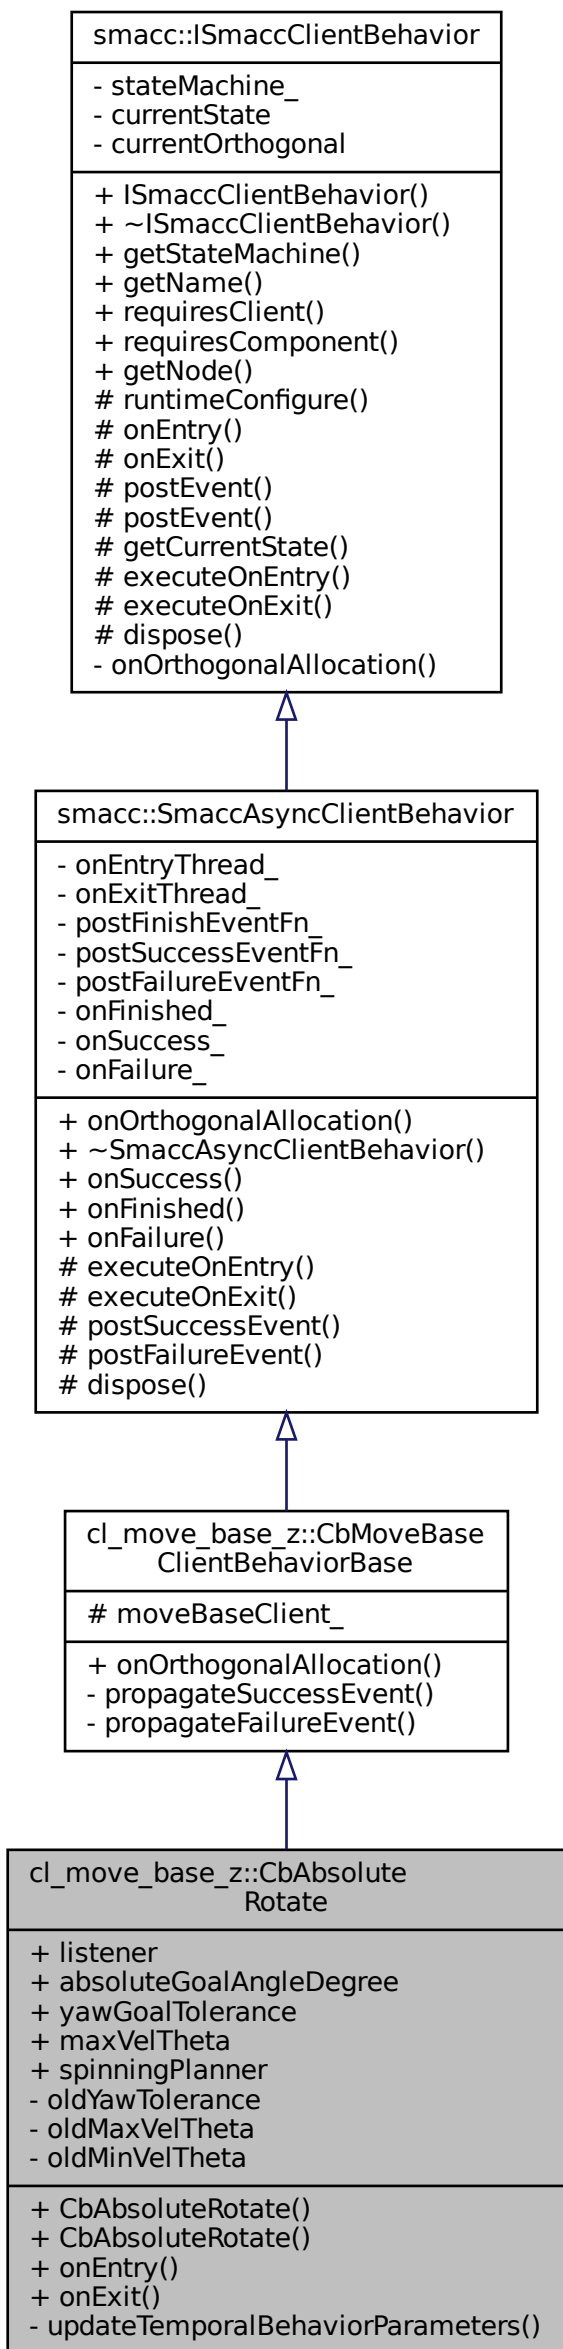 smacc::ISmaccClientBehavior
- stateMachine_
- currentState
- currentOrthogonal
+ ISmaccClientBehavior()
+ ~ISmaccClientBehavior()
+ getStateMachine()
+ getName()
+ requiresClient()
+ requiresComponent()
+ getNode()
# runtimeConfigure()
# onEntry()
# onExit()
# postEvent()
# postEvent()
# getCurrentState()
# executeOnEntry()
# executeOnExit()
# dispose()
- onOrthogonalAllocation()
smacc::SmaccAsyncClientBehavior
- onEntryThread_
- onExitThread_
- postFinishEventFn_
- postSuccessEventFn_
- postFailureEventFn_
- onFinished_
- onSuccess_
- onFailure_
+ onOrthogonalAllocation()
+ ~SmaccAsyncClientBehavior()
+ onSuccess()
+ onFinished()
+ onFailure()
# executeOnEntry()
# executeOnExit()
# postSuccessEvent()
# postFailureEvent()
# dispose()
cl_move_base_z::CbMoveBase
ClientBehaviorBase
# moveBaseClient_
+ onOrthogonalAllocation()
- propagateSuccessEvent()
- propagateFailureEvent()
cl_move_base_z::CbAbsolute
Rotate
+ listener
+ absoluteGoalAngleDegree
+ yawGoalTolerance
+ maxVelTheta
+ spinningPlanner
- oldYawTolerance
- oldMaxVelTheta
- oldMinVelTheta
+ CbAbsoluteRotate()
+ CbAbsoluteRotate()
+ onEntry()
+ onExit()
- updateTemporalBehaviorParameters()